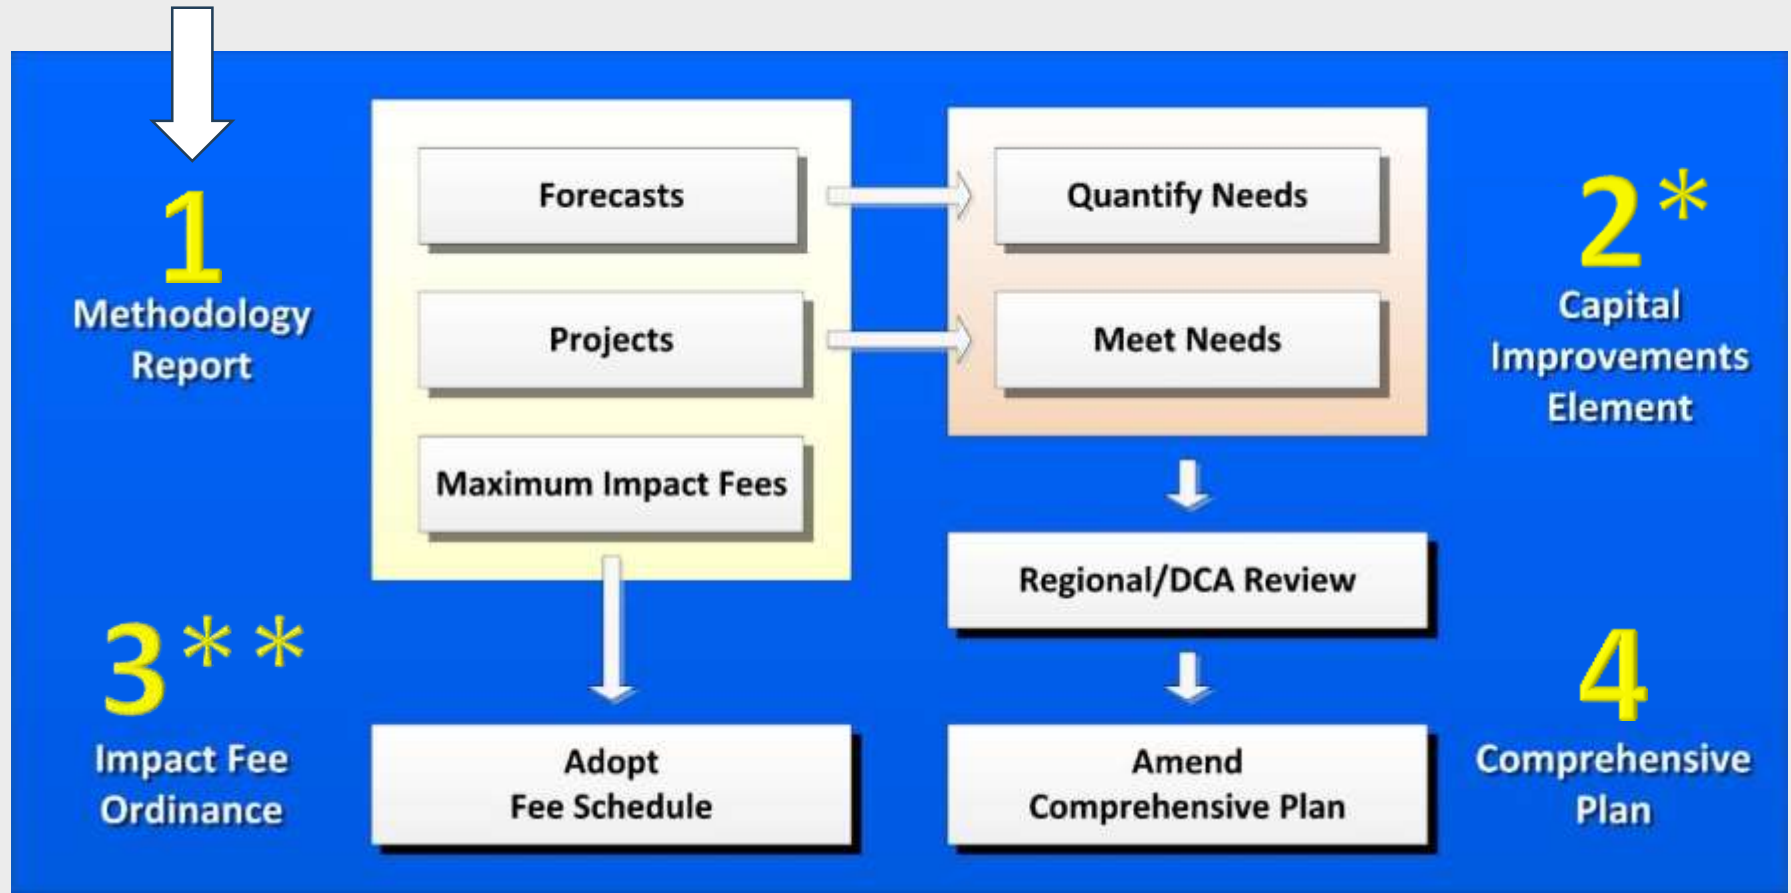 1
Methodology
Report
Forecasts
Projects
Maximum Impact Fees
Quantify Needs
Meet Needs
2*
Capital
Improvements
Element
Regional/DCA Review
3**
Impact Fee
Ordinance
Adopt
Fee Schedule
Amend
Comprehensive Plan
4
Comprehensive
Plan